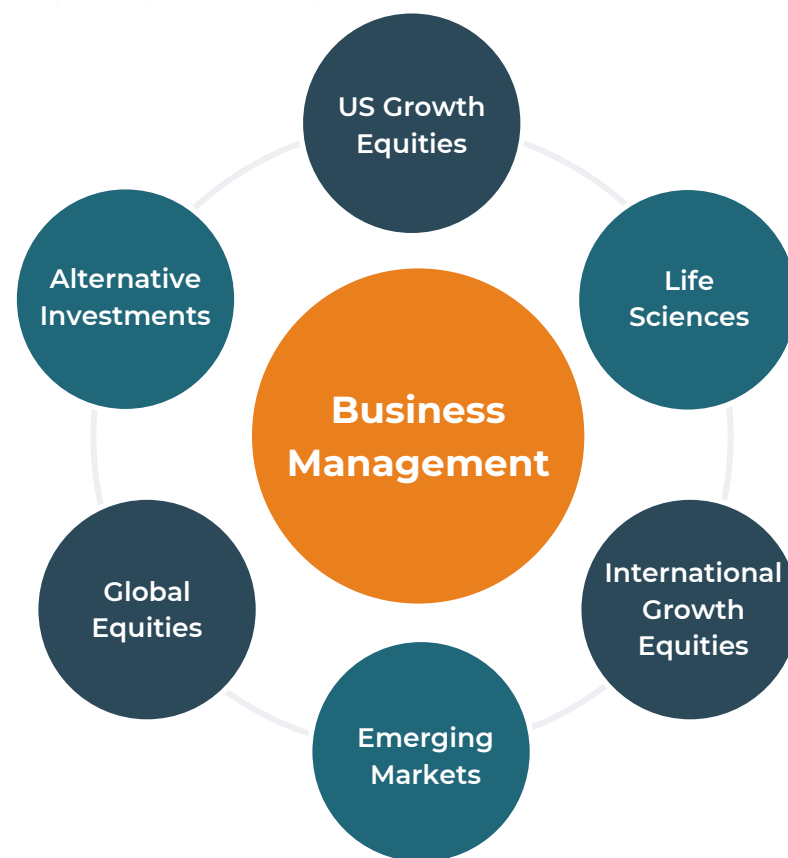 US Growth
Equities
Life
Sciences
International
Growth
Equities
Emerging
Markets
Global
Equities
Alternative
Investments
Business
Management